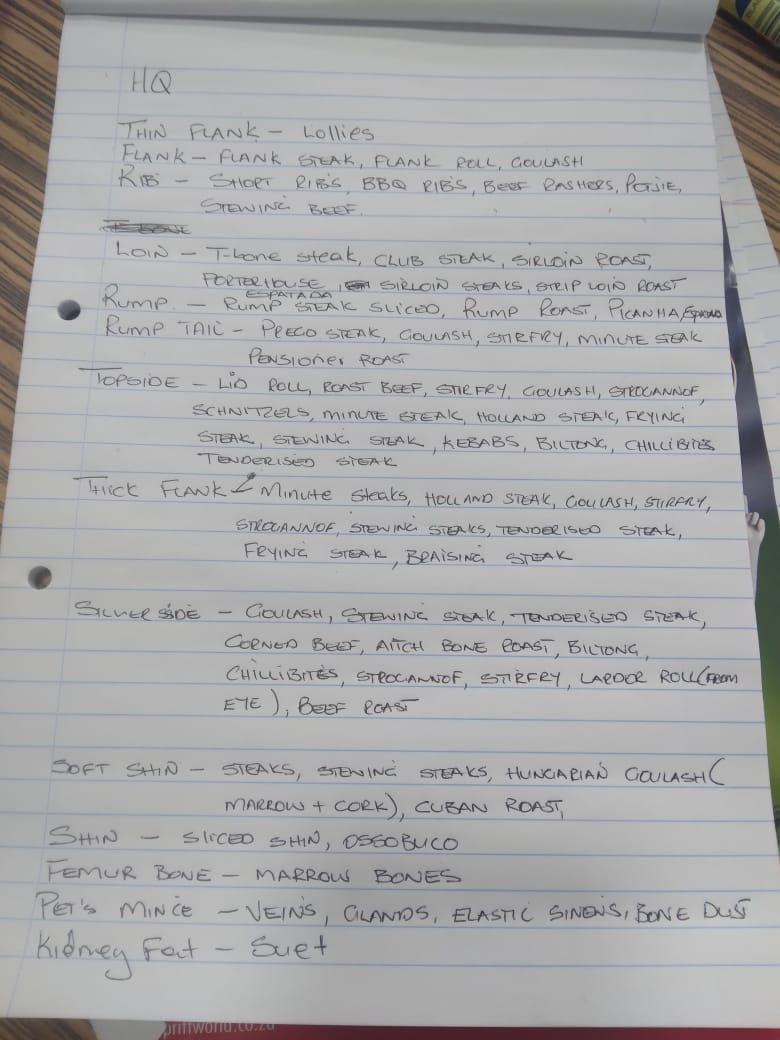 HQ
THIN FLANK - Lollies
FLANK - FLANK STEAK, FLANK ROLL, GOULASH
RIB - SHORT RIB'S, BBQ RIB'S, BEEF RASHERS, POTJIE,
STEWING BEEF.
LOIN - T-bone steak, CLUB STEAK, SIRLOIN ROAST,
PORTERHOUSE, SIRLOIN STEAKS, STRIP LOIN ROAST
ESPATADA
RUMP - RUMP STEAK SLICED, RUMP ROAST, PICANHA/
RUMP TAIL - PREGO STEAK, GOULASH, STIRFRY, MINUTE STEAK
PENSIONER ROAST
TOPSIDE - LID ROLL, ROAST BEEF, STIRFRY, GOULASH, STROGANNOF,
SCHNITZELS, MINUTE STEAK, HOLLAND STEAK, FRYING
STEAK, STEWING STEAK, KEBABS, BILTONG, CHILLIBITES
TENDERISED STEAK
THICK FLANK - Minute steaks, HOLLAND STEAK, GOULASH, STIRFRY,
STROGANNOF, STEWING STEAKS, TENDERISED STEAK,
FRYING STEAK, BRAISING STEAK
SILVERSIDE - GOULASH, STEWING STEAK, TENDERISED STEAK,
CORNED BEEF, AITCH BONE ROAST, BILTONG,
CHILLIBITES, STROGANNOF, STIRFRY, LARDER ROLL(FROM
EYE), BEEF ROAST
SOFT SHIN - STEAKS, STEWING STEAKS, HUNGARIAN GOULASH(
MARROW + CORK), CUBAN ROAST,
SHIN - SLICED SHIN, OSSOBUCO
FEMUR BONE - MARROW BONES
PET'S MINCE - VEINS, GLANDS, ELASTIC SINEWS, BONE DUST
Kidney Fat - Suet